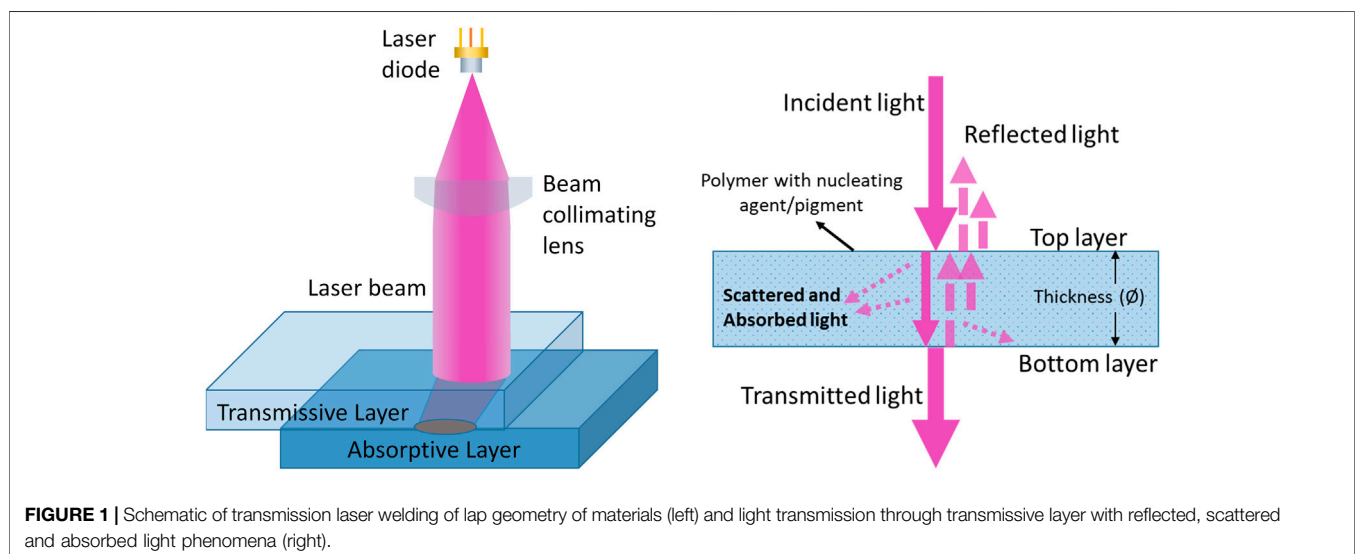 Laser
diode
Beam
collimating
lens
Laser beam
Transmissive Layer
Absorptive Layer
Incident light
Reflected light
Polymer with nucleating
agent/pigment
Top layer
Scattered and
Absorbed light
Thickness (Ø)
Bottom layer
Transmitted light
FIGURE 1 | Schematic of transmission laser welding of lap geometry of materials (left) and light transmission through transmissive layer with reflected, scattered
and absorbed light phenomena (right).